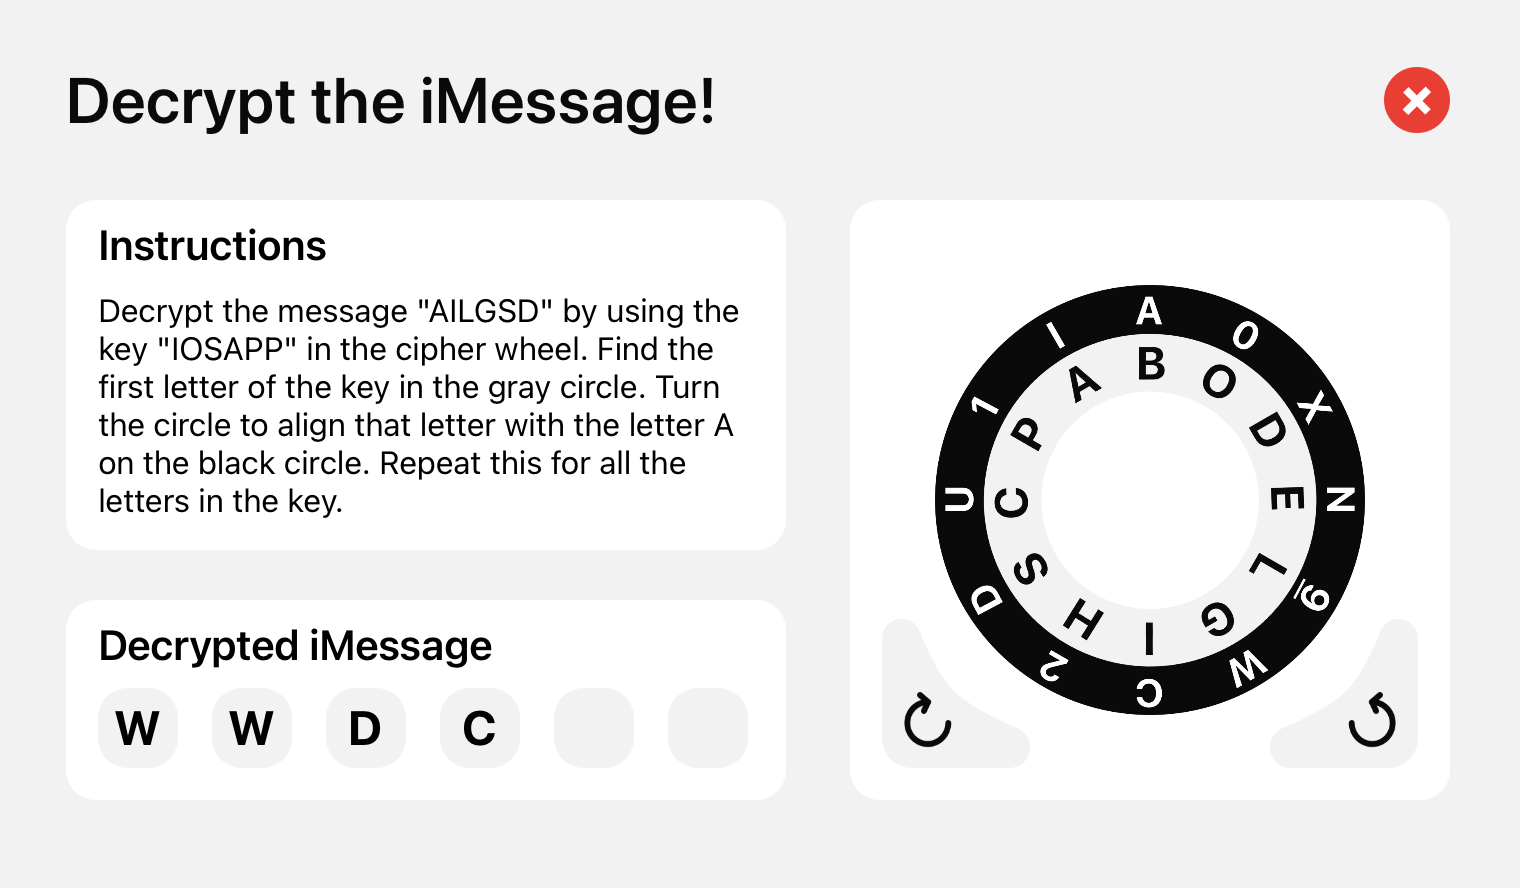 Decrypt the iMessage!
Instructions
Decrypt the message "AILGSD" by using the
key "IOSAPP" in the cipher wheel. Find the
first letter of the key in the gray circle. Turn
the circle to align that letter with the letter A
on the black circle. Repeat this for all the
letters in the key.
Decrypted iMessage
W W D C
A 0 X N 9 W C 2 D U 1 I
B O D E L G I H S C P A